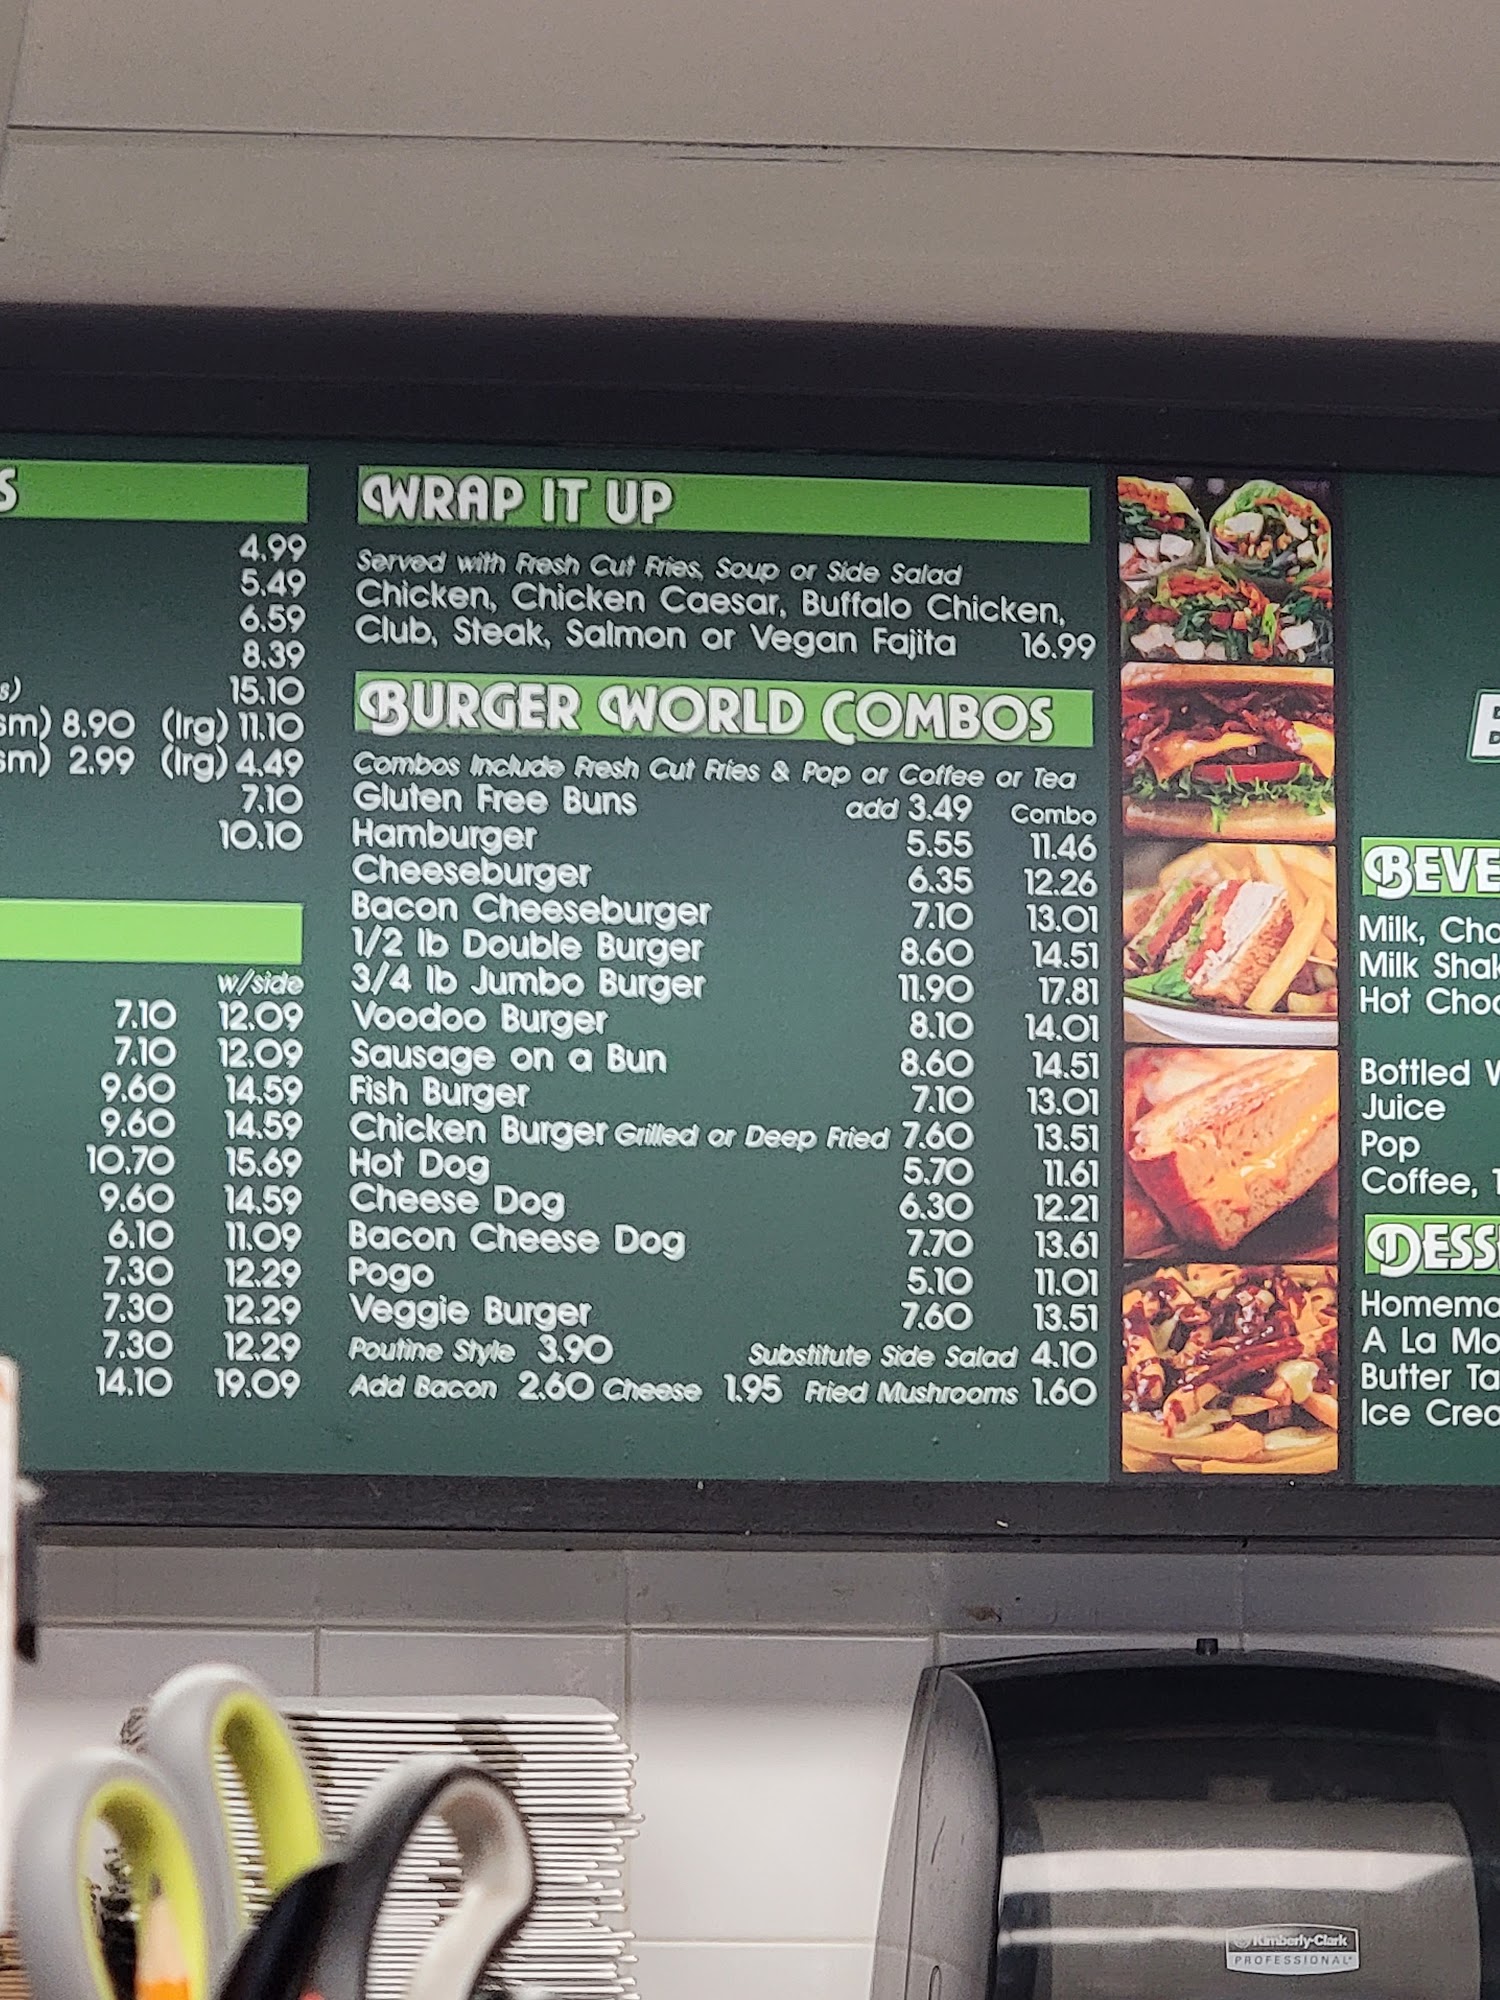 S
4.99
5.49
6.59
8.39
s) 15.10
sm) 8.90 (lrg) 11.10
sm) 2.99 (lrg) 4.49
7.10
10.10
w/side
7.10 12.09
7.10 12.09
9.60 14.59
9.60 14.59
10.70 15.69
9.60 14.59
6.10 11.09
7.30 12.29
7.30 12.29
7.30 12.29
14.10 19.09
WRAP IT UP
Served with Fresh Cut Fries, Soup or Side Salad
Chicken, Chicken Caesar, Buffalo Chicken,
Club, Steak, Salmon or Vegan Fajita 16.99
BURGER WORLD COMBOS
Combos Include Fresh Cut Fries & Pop or Coffee or Tea
Gluten Free Buns add 3.49 Combo
Hamburger 5.55 11.46
Cheeseburger 6.35 12.26
Bacon Cheeseburger 7.10 13.01
1/2 lb Double Burger 8.60 14.51
3/4 lb Jumbo Burger 11.90 17.81
Voodoo Burger 8.10 14.01
Sausage on a Bun 8.60 14.51
Fish Burger 7.10 13.01
Chicken Burger Grilled or Deep Fried 7.60 13.51
Hot Dog 5.70 11.61
Cheese Dog 6.30 12.21
Bacon Cheese Dog 7.70 13.61
Pogo 5.10 11.01
Veggie Burger 7.60 13.51
Poutine Style 3.90 Substitute Side Salad 4.10
Add Bacon 2.60 Cheese 1.95 Fried Mushrooms 1.60
BEVE
Milk, Cho
Milk Shak
Hot Choc
Bottled W
Juice
Pop
Coffee, T
DESSE
Homema
A La Mo
Butter Ta
Ice Crea
Kimberly-Clark
PROFESSIONAL*